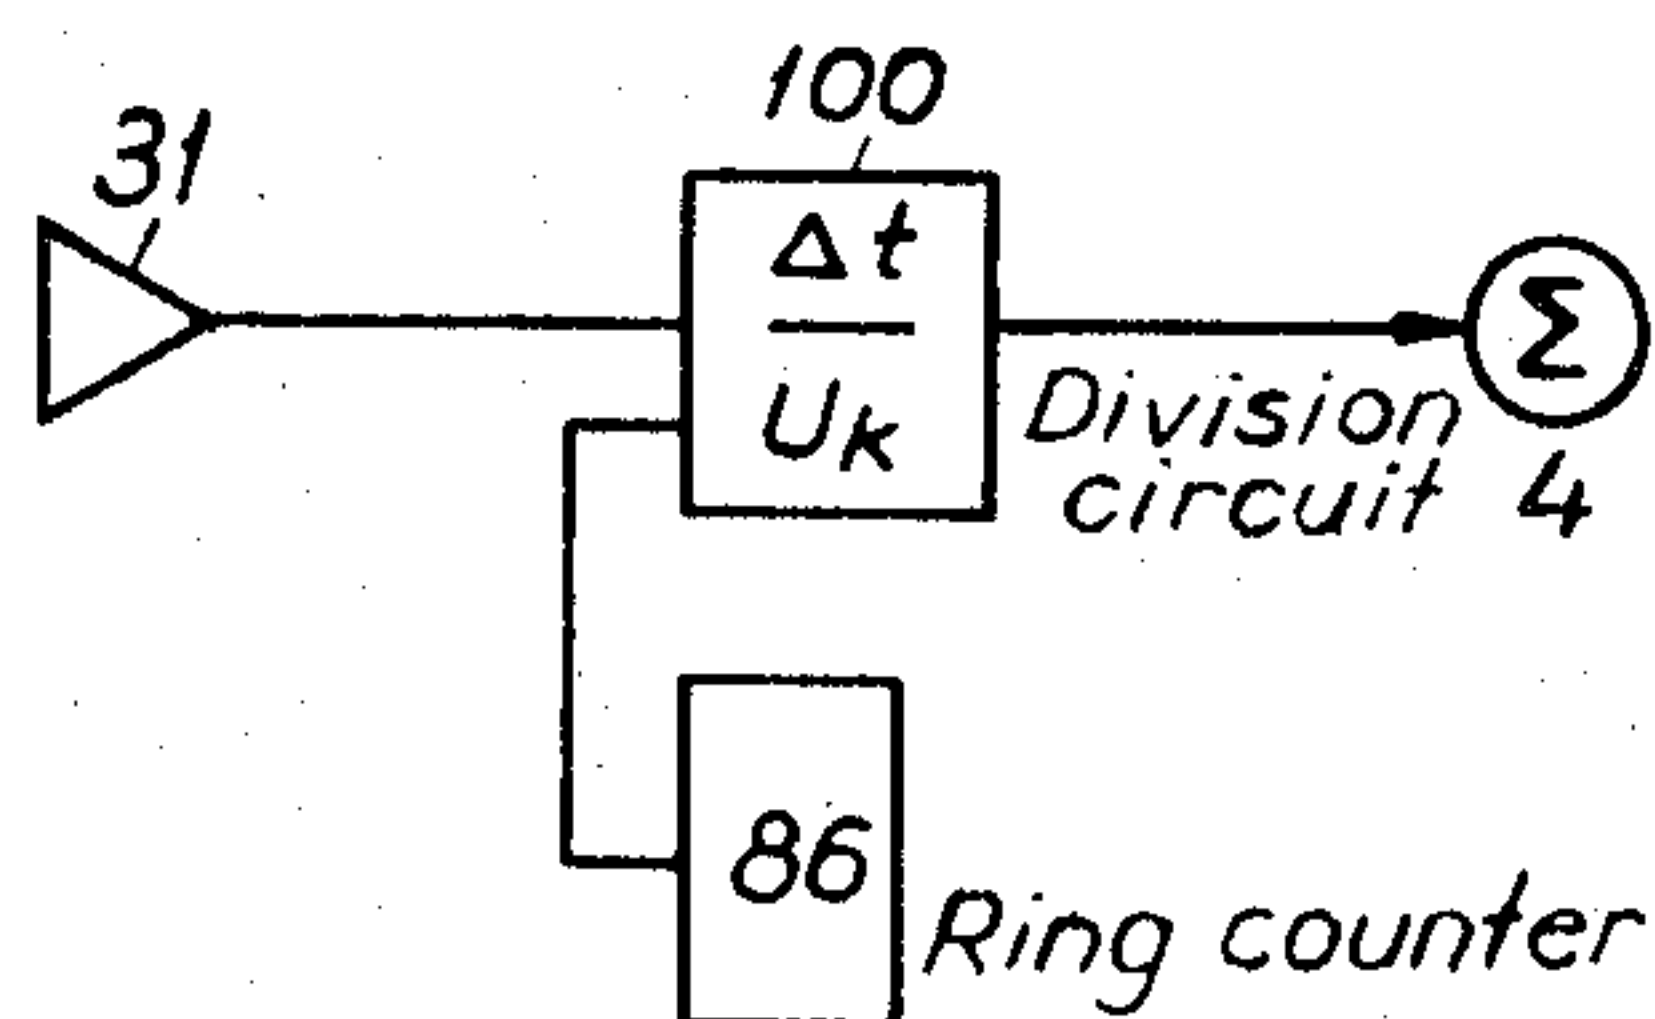 100
31
Δt
Uk
Σ
Division
circuit
4
86
Ring counter